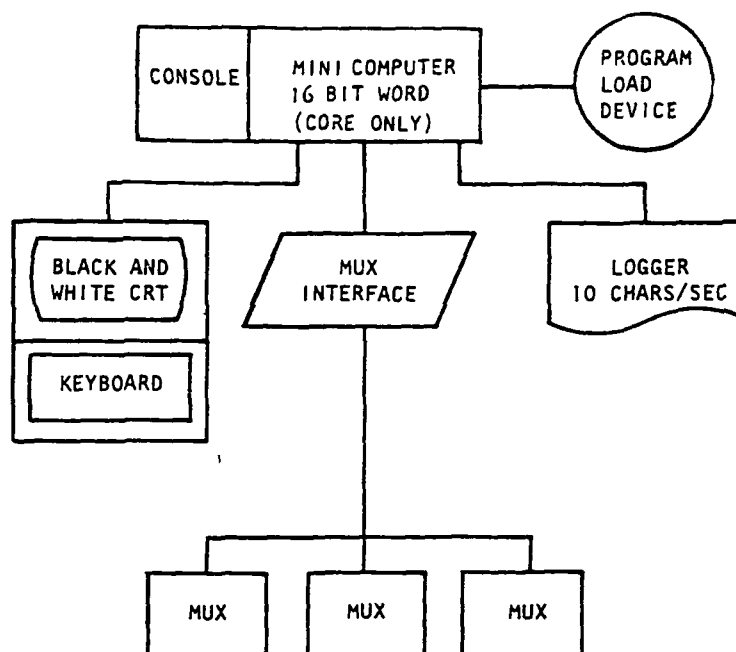 CONSOLE
MINI COMPUTER
16 BIT WORD
(CORE ONLY)
PROGRAM
LOAD
DEVICE
BLACK AND
WHITE CRT
KEYBOARD
MUX
INTERFACE
LOGGER
10 CHARS/SEC
MUX
MUX
MUX